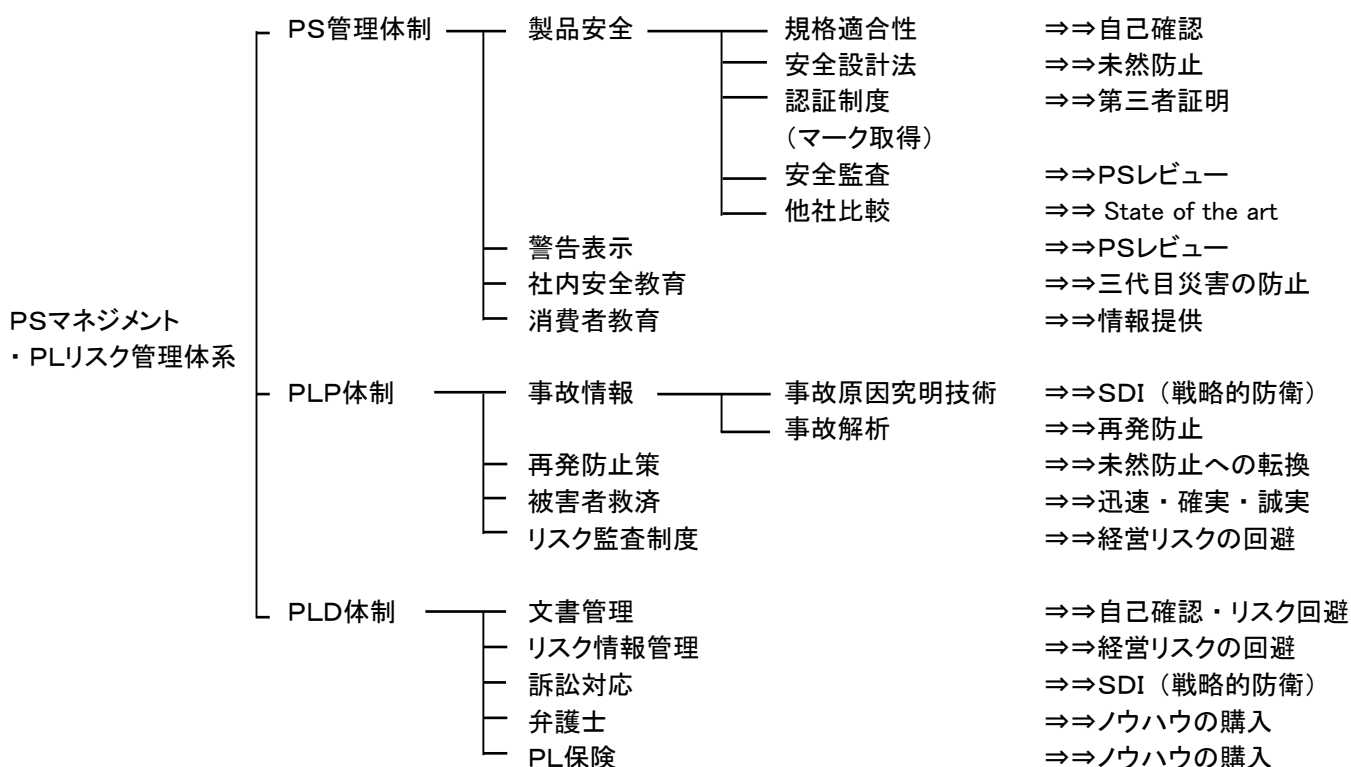 PS管理体制 製品安全 規格適合性 ⇒⇒自己確認
安全設計法 ⇒⇒未然防止
認証制度 ⇒⇒第三者証明
（マーク取得）
安全監査 ⇒⇒PSレビュー
他社比較 ⇒⇒ State of the art
警告表示 ⇒⇒PSレビュー
社内安全教育 ⇒⇒三代目災害の防止
消費者教育 ⇒⇒情報提供
PSマネジメント
・PLリスク管理体系
PLP体制 事故情報 事故原因究明技術 ⇒⇒SDI（戦略的防衛）
事故解析 ⇒⇒再発防止
再発防止策 ⇒⇒未然防止への転換
被害者救済 ⇒⇒迅速・確実・誠実
リスク監査制度 ⇒⇒経営リスクの回避
PLD体制 文書管理 ⇒⇒自己確認・リスク回避
リスク情報管理 ⇒⇒経営リスクの回避
訴訟対応 ⇒⇒SDI（戦略的防衛）
弁護士 ⇒⇒ノウハウの購入
PL保険 ⇒⇒ノウハウの購入